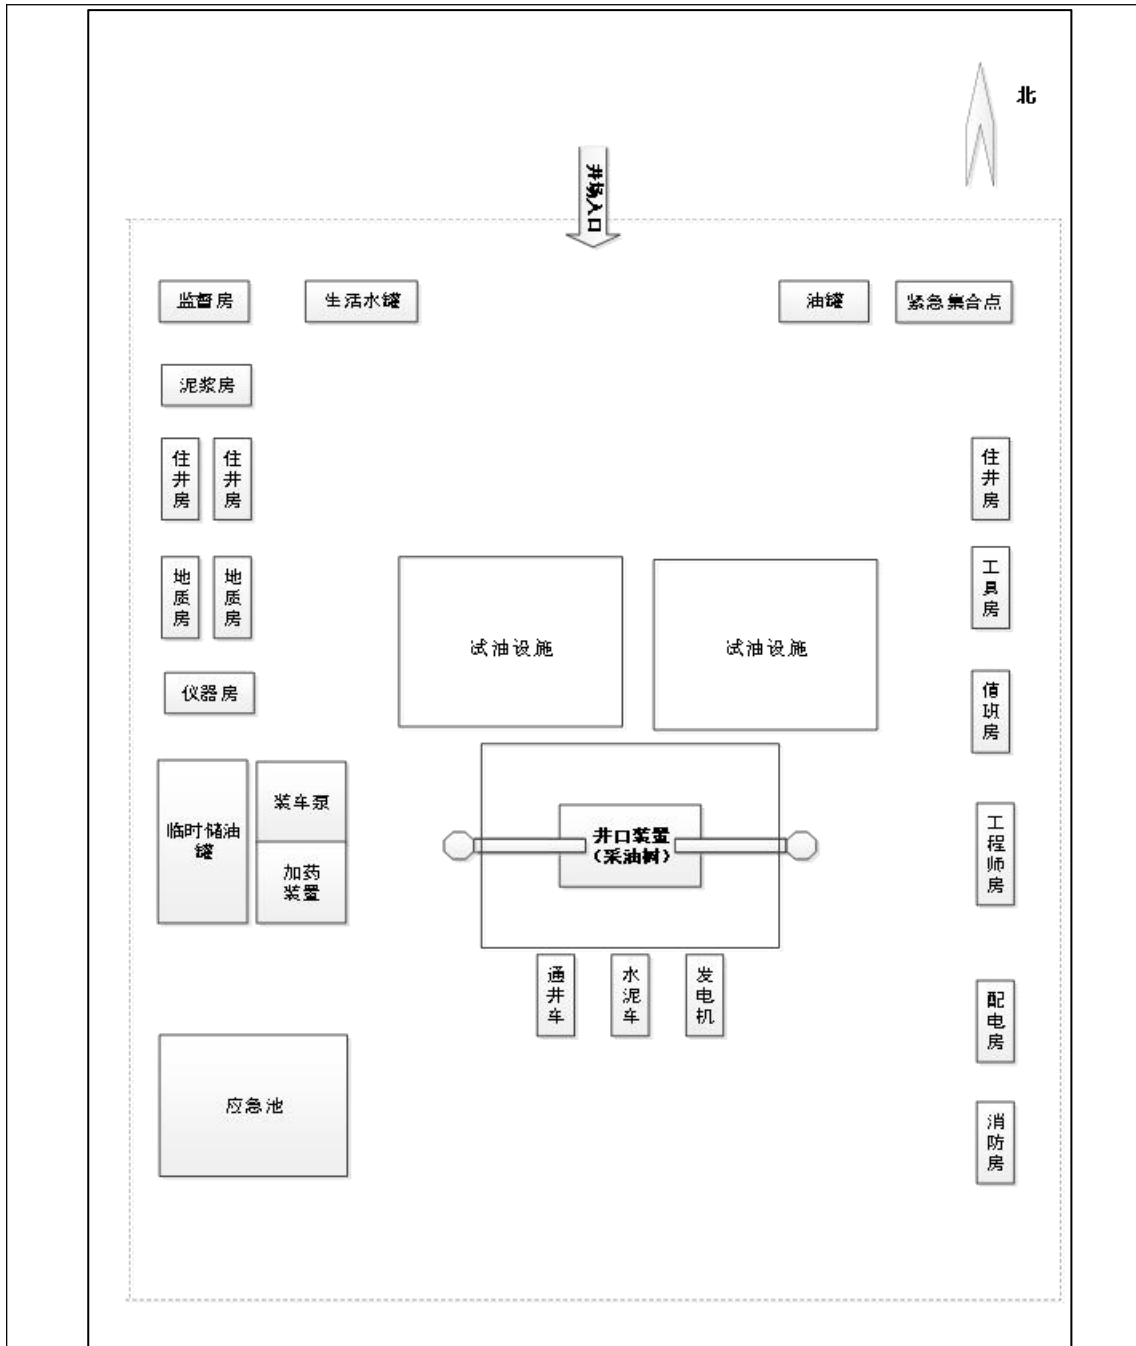 北
井场入口
监督房
生活水罐
油罐
紧急集合点
泥浆房
住井房
住井房
住井房
地质房
地质房
工具房
试油设施
试油设施
仪器房
值班房
临时储油
罐
装车泵
加药
装置
井口装置
（采油树）
工程师房
通井车
水泥车
发电机
配电房
应急池
消防房